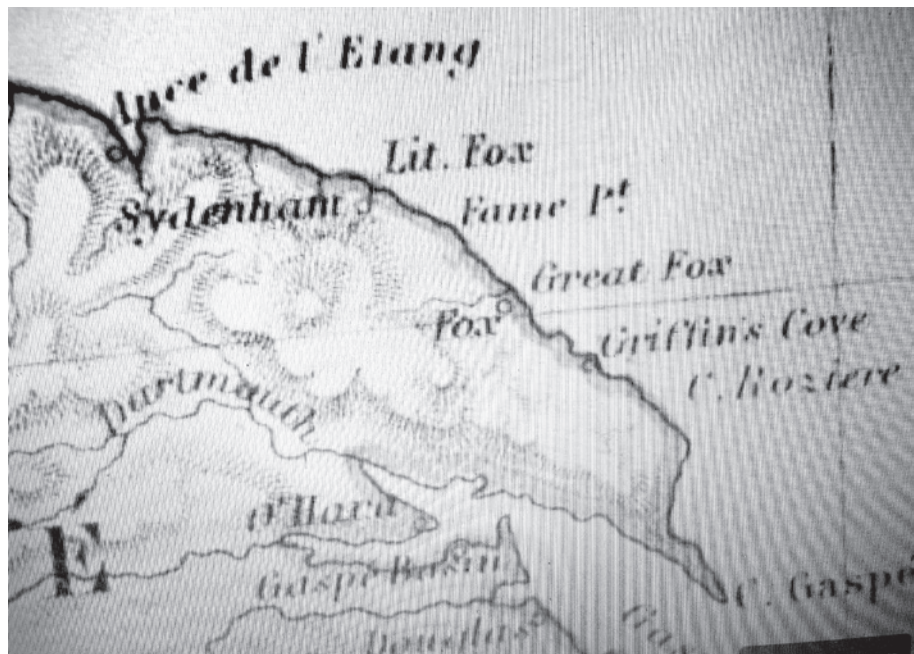 Ance de l'Etang
Lit. Fox
Sydenham
Fame Pt
Great Fox
Fox
Griffin's Cove
C. Roziere
Dartmouth
O'Hara
E
Gaspé Basin
C. Gaspé
Douglas